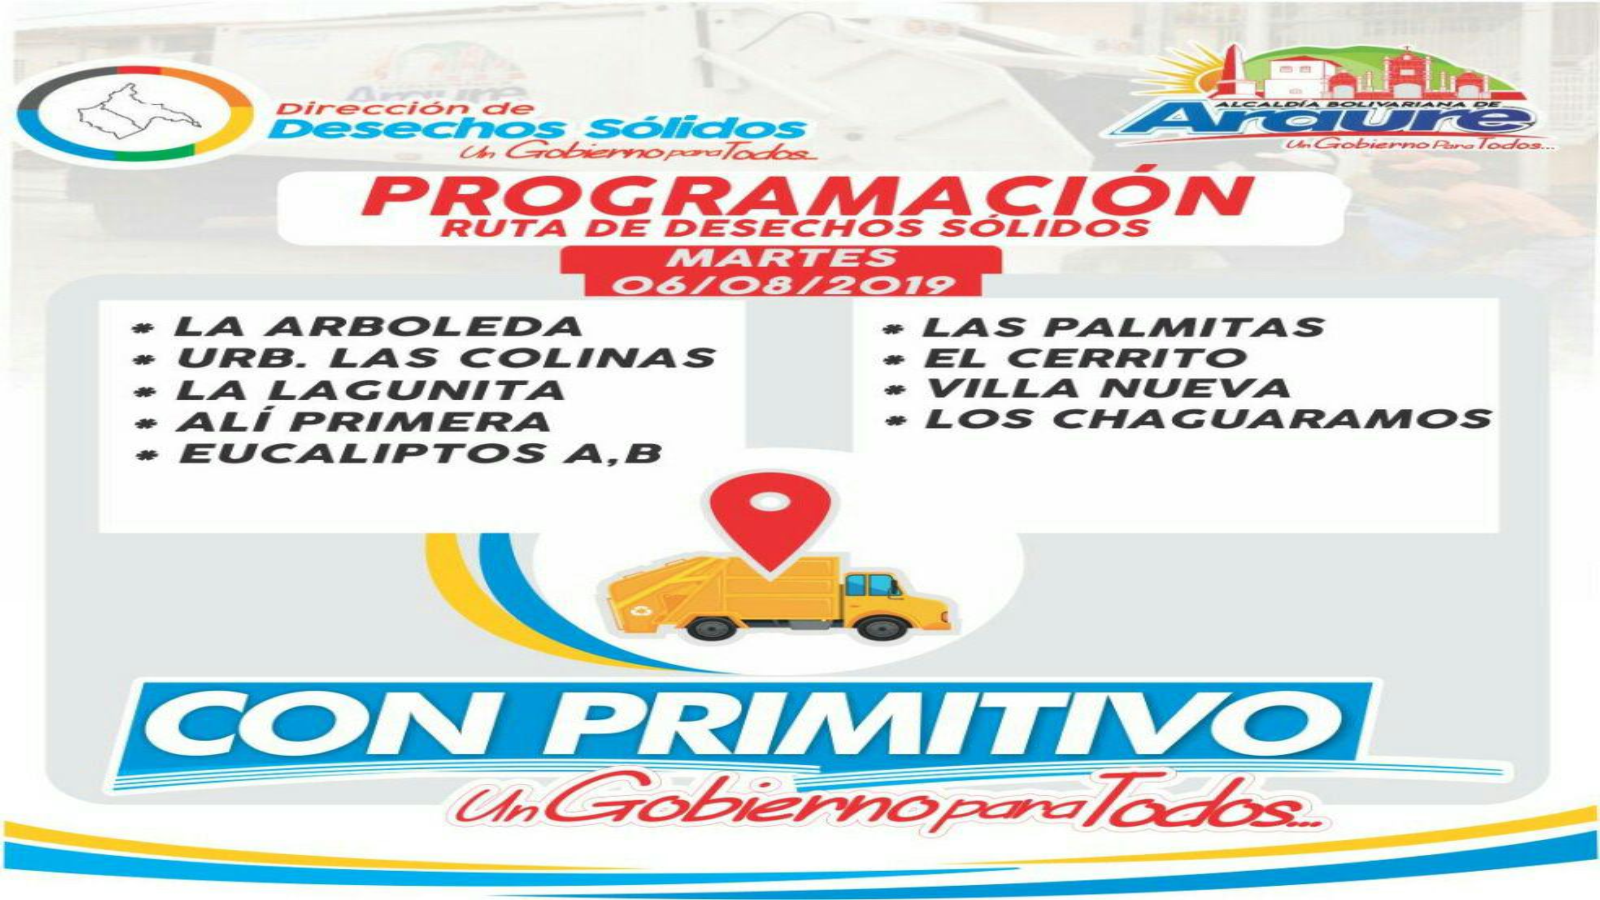 Dirección de
Desechos Sólidos
Un Gobierno para Todos...
ALCALDÍA BOLIVARIANA DE
Araure
Un Gobierno Para Todos...
PROGRAMACIÓN
RUTA DE DESECHOS SÓLIDOS
MARTES
06/08/2019
* LA ARBOLEDA
* URB. LAS COLINAS
* LA LAGUNITA
* ALÍ PRIMERA
* EUCALIPTOS A,B
* LAS PALMITAS
* EL CERRITO
* VILLA NUEVA
* LOS CHAGUARAMOS
CON PRIMITIVO
Un Gobierno para Todos...